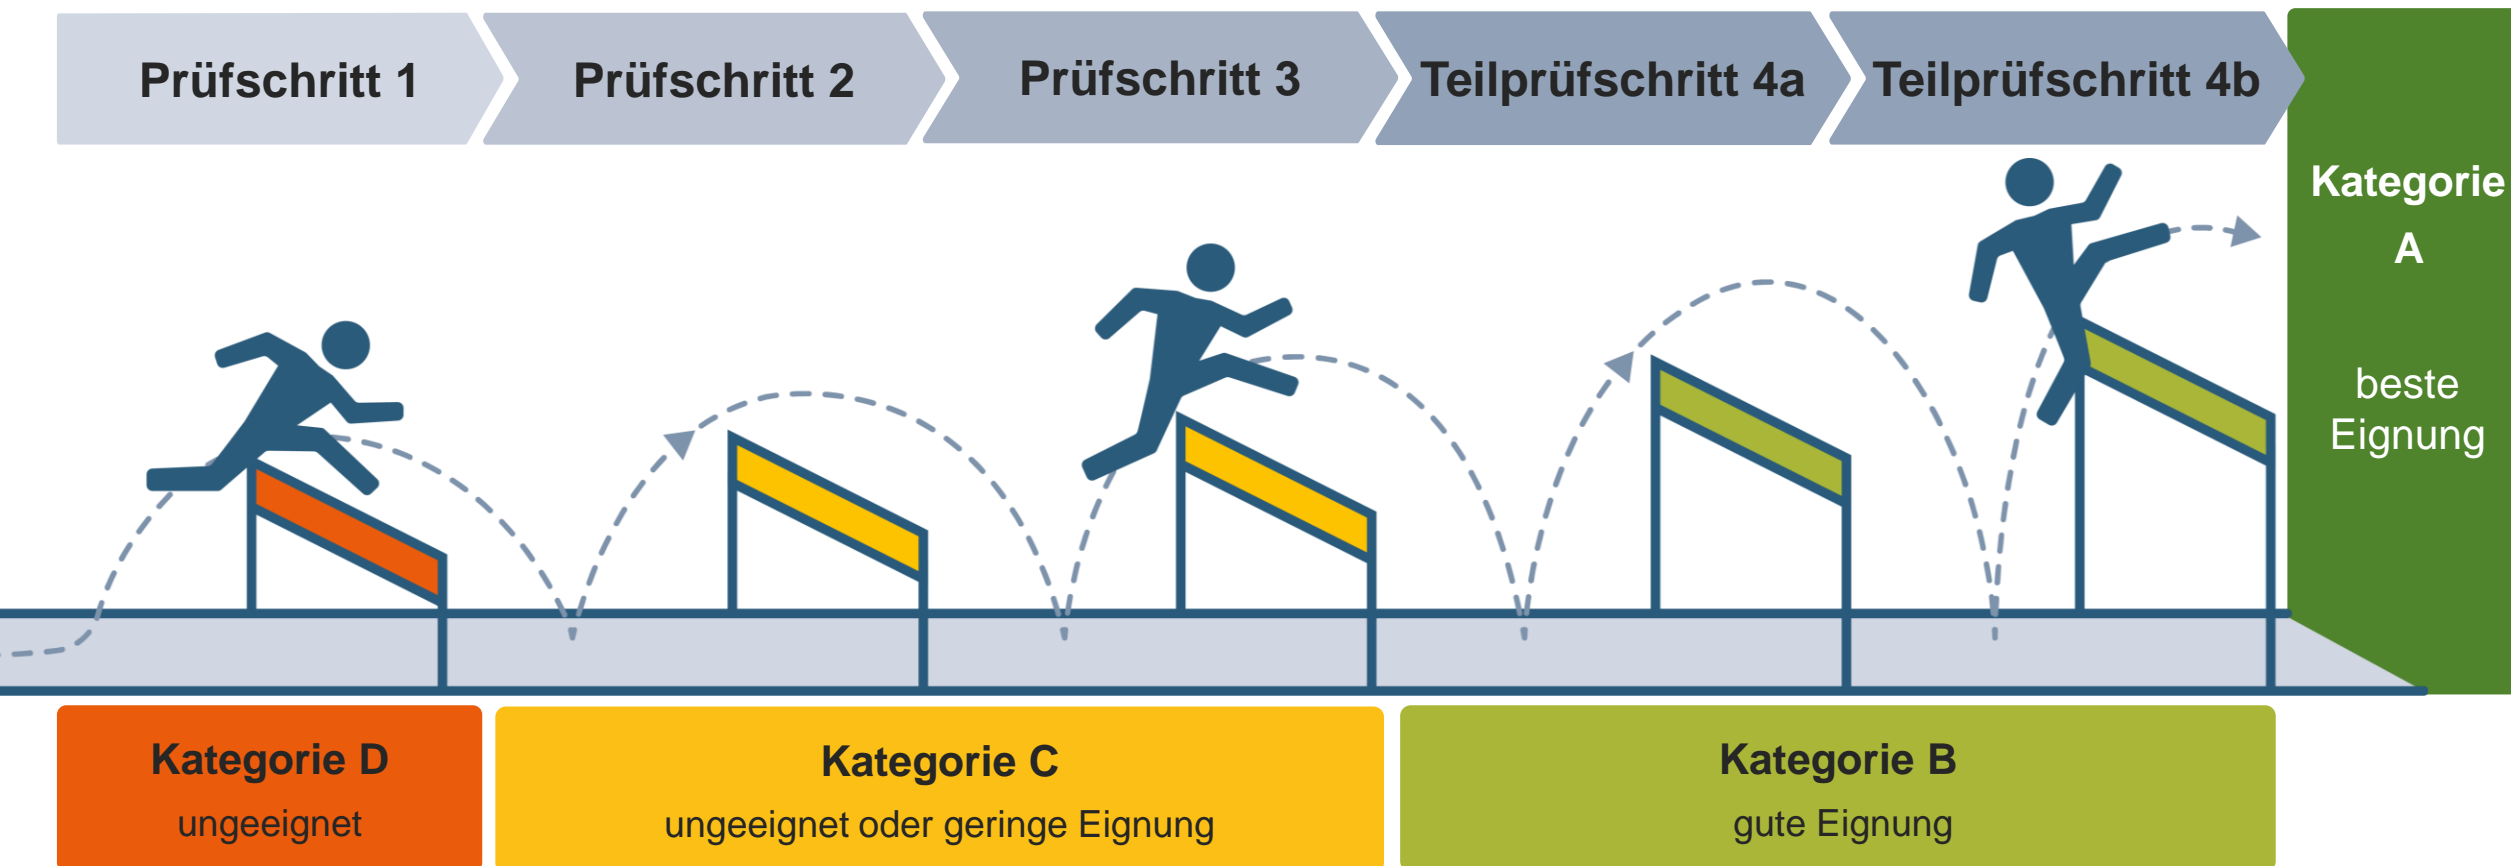 Prüfschritt 1
Prüfschritt 2
Prüfschritt 3
Teilprüfschritt 4a
Teilprüfschritt 4b
Kategorie
A
beste
Eignung
Kategorie D
ungeeignet
Kategorie C
ungeeignet oder geringe Eignung
Kategorie B
gute Eignung